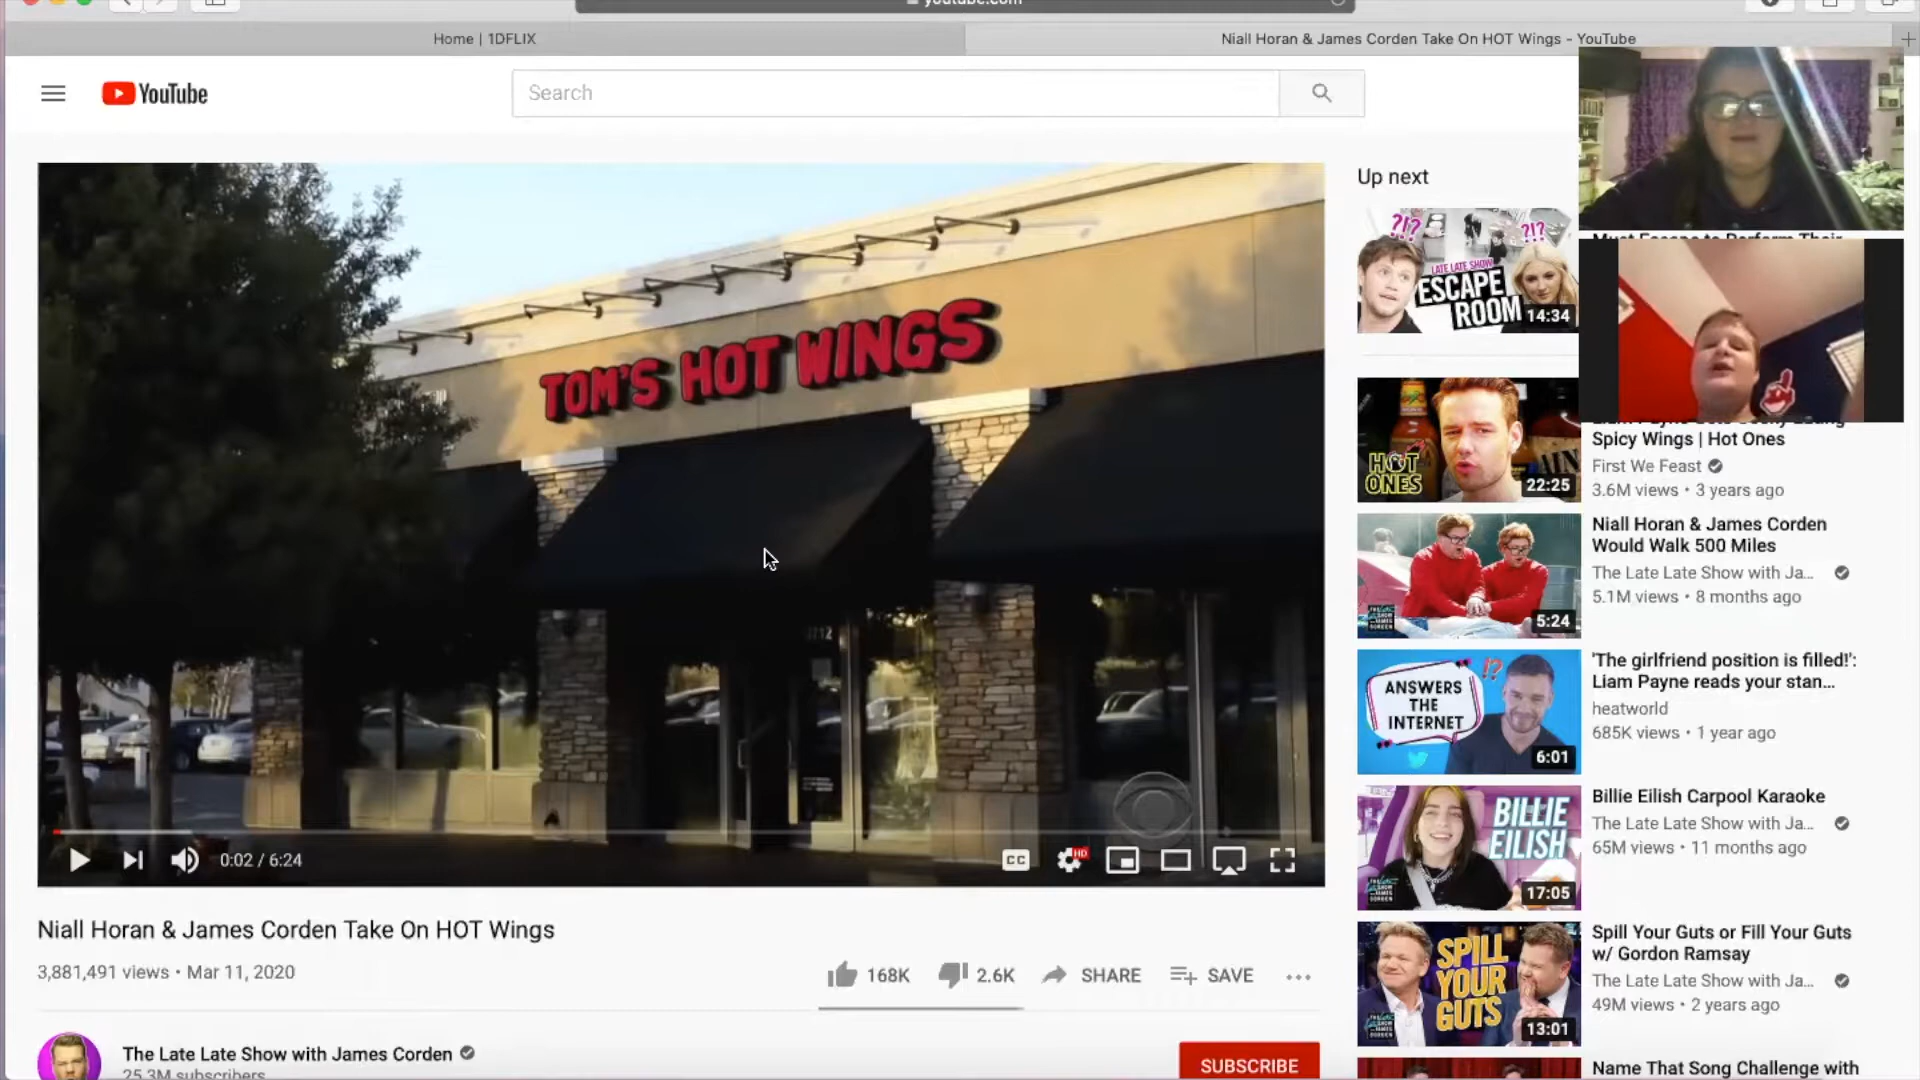 youtube.com
Home | 1DFLIX
Niall Horan & James Corden Take On HOT Wings - YouTube
YouTube
Search
TOM'S HOT WINGS
0:02 / 6:24
CC
HD
Niall Horan & James Corden Take On HOT Wings
3,881,491 views • Mar 11, 2020
168K
2.6K
SHARE
SAVE
The Late Late Show with James Corden
25.3M subscribers
SUBSCRIBE
Up next
?!?
?!?
LATE LATE SHOW
ESCAPE
ROOM
14:34
Must Escape to Perform Their
HOT
ONES
22:25
Spicy Wings | Hot Ones
First We Feast
3.6M views • 3 years ago
5:24
Niall Horan & James Corden
Would Walk 500 Miles
The Late Late Show with Ja...
5.1M views • 8 months ago
!?
ANSWERS
THE
INTERNET
6:01
'The girlfriend position is filled!':
Liam Payne reads your stan...
heatworld
685K views • 1 year ago
BILLIE
EILISH
17:05
Billie Eilish Carpool Karaoke
The Late Late Show with Ja...
65M views • 11 months ago
SPILL
YOUR
GUTS
13:01
Spill Your Guts or Fill Your Guts
w/ Gordon Ramsay
The Late Late Show with Ja...
49M views • 2 years ago
Name That Song Challenge with